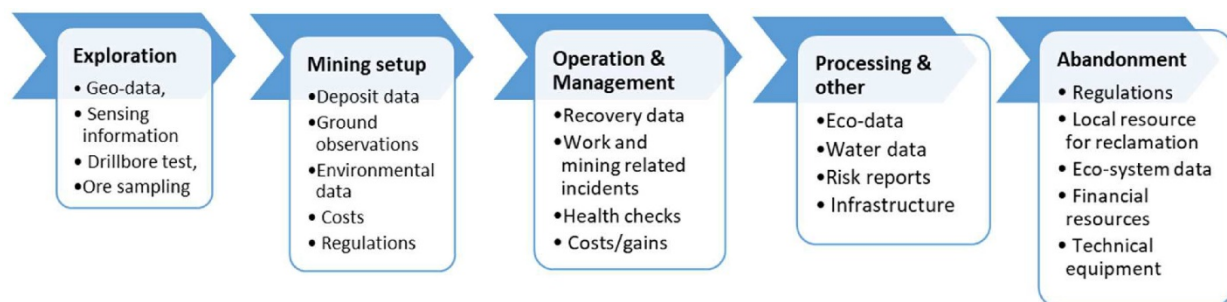 Exploration
• Geo-data,
• Sensing
information
• Drillbore test,
•Ore sampling
Mining setup
•Deposit data
•Ground
observations
•Environmental
data
• Costs
• Regulations
Operation &
Management
•Recovery data
•Work and
mining related
incidents
•Health checks
• Costs/gains
Processing &
other
•Eco-data
•Water data
•Risk reports
• Infrastructure
Abandonment
• Regulations
• Local resource
for reclamation
• Eco-system data
• Financial
resources
• Technical
equipment